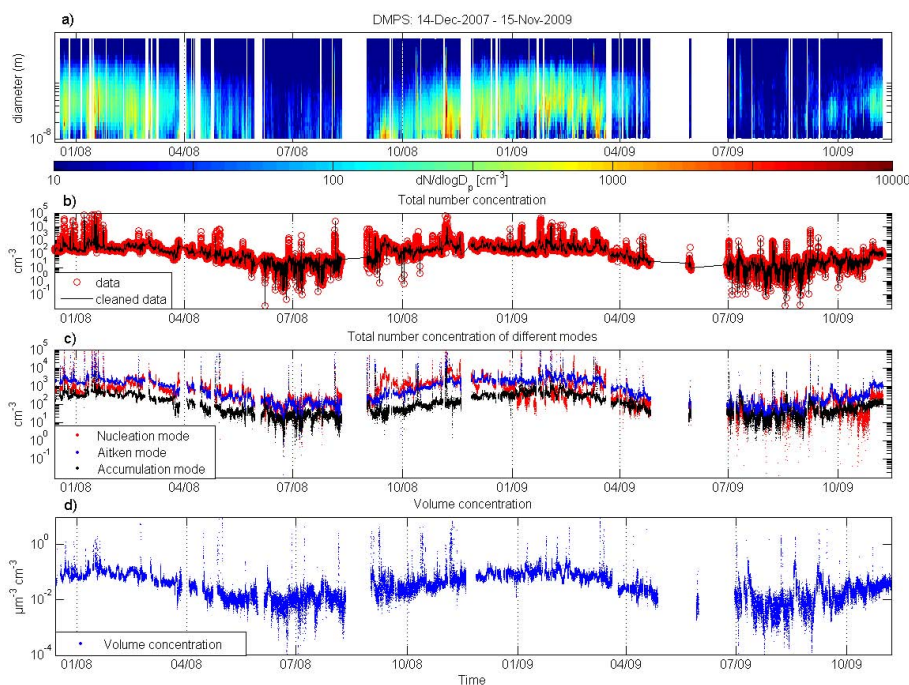 a) DMPS: 14-Dec-2007 - 15-Nov-2009
diameter (m)
10^-8
01/08 04/08 07/08 10/08 01/09 04/09 07/09 10/09
10 100 dN/dlogD_p [cm^-3] 1000 10000
b) Total number concentration
cm^-3
10^5
10^4
10^3
10^2
10^1
10^0
10^-1
data
cleaned data
01/08 04/08 07/08 10/08 01/09 04/09 07/09 10/09
c) Total number concentration of different modes
cm^-3
10^5
10^4
10^3
10^2
10^1
10^0
10^-1
Nucleation mode
Aitken mode
Accumulation mode
01/08 04/08 07/08 10/08 01/09 04/09 07/09 10/09
d) Volume concentration
µm^3 cm^-3
10^0
10^-2
10^-4
Volume concentration
01/08 04/08 07/08 10/08 01/09 04/09 07/09 10/09
Time